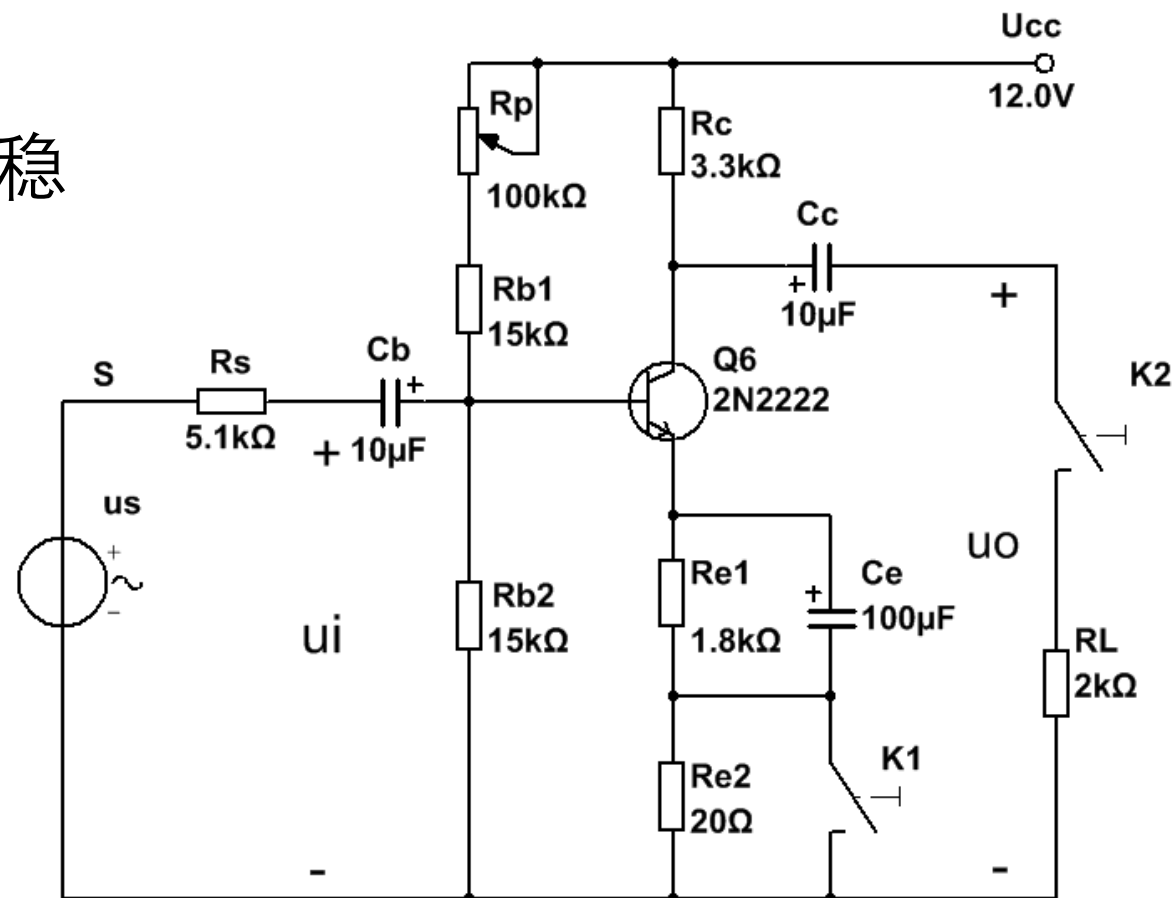 Ucc
12.0V
稳
Rp
100kΩ
Rc
3.3kΩ
Cc
+
10µF
+
Rb1
15kΩ
S
Rs
5.1kΩ
Cb
+
+ 10µF
Q6
2N2222
K2
us
+
~
−
ui
Rb2
15kΩ
Re1
1.8kΩ
Ce
+
100µF
uo
RL
2kΩ
Re2
20Ω
K1
-
-